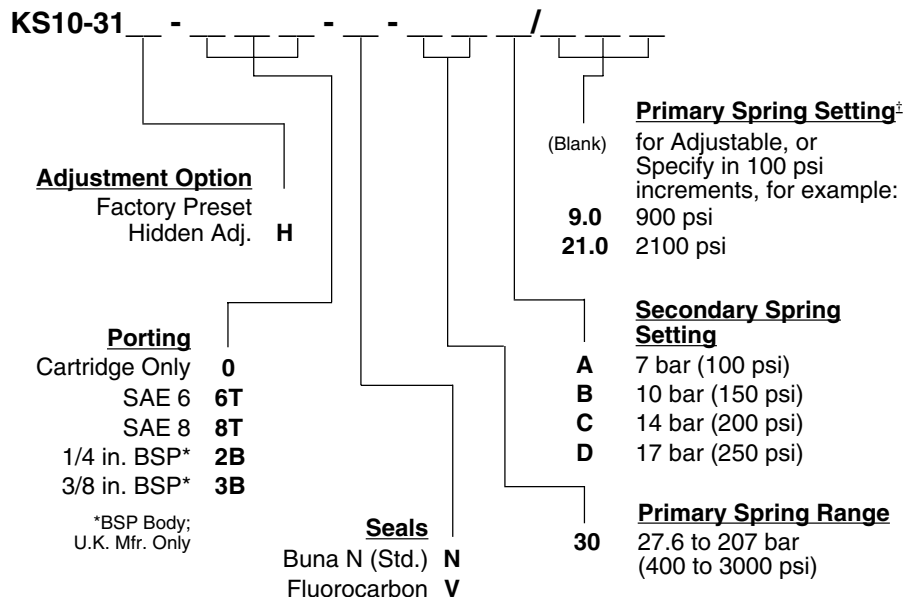 KS10-31__ - __ __ __ - __ - __ __ __/__ __ __
Primary Spring Setting‡
(Blank) for Adjustable, or
Specify in 100 psi
increments, for example:
9.0 900 psi
21.0 2100 psi
Adjustment Option
Factory Preset
Hidden Adj. H
Secondary Spring
Setting
A 7 bar (100 psi)
B 10 bar (150 psi)
C 14 bar (200 psi)
D 17 bar (250 psi)
Porting
Cartridge Only 0
SAE 6 6T
SAE 8 8T
1/4 in. BSP* 2B
3/8 in. BSP* 3B
*BSP Body;
U.K. Mfr. Only
Primary Spring Range
30 27.6 to 207 bar
(400 to 3000 psi)
Seals
Buna N (Std.) N
Fluorocarbon V